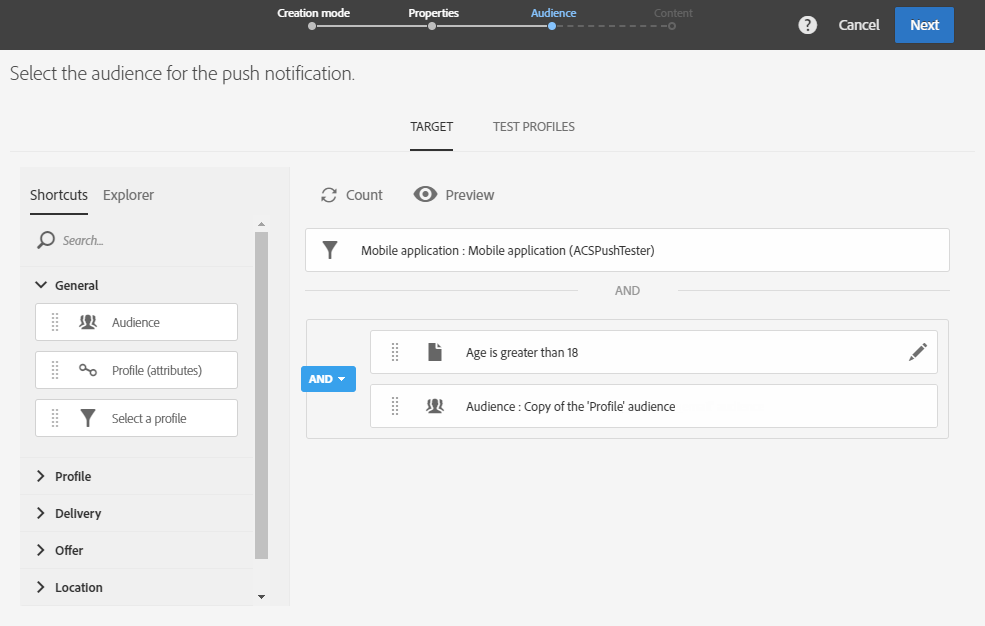 Creation mode
Properties
Audience
Content
?
Cancel
Next
Select the audience for the push notification.
TARGET
TEST PROFILES
Shortcuts
Explorer
Search...
General
Audience
Profile (attributes)
Select a profile
Profile
Delivery
Offer
Location
Count
Preview
Mobile application : Mobile application (ACSPushTester)
AND
AND
Age is greater than 18
Audience : Copy of the 'Profile' audience